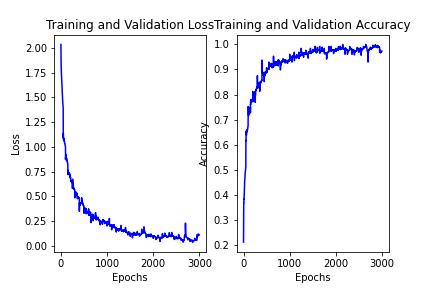 Training and Validation Loss
2.00
1.75
1.50
1.25
1.00
0.75
0.50
0.25
0.00
Loss
0 1000 2000 3000
Epochs
Training and Validation Accuracy
1.0
0.9
0.8
0.7
0.6
0.5
0.4
0.3
0.2
Accuracy
0 1000 2000 3000
Epochs